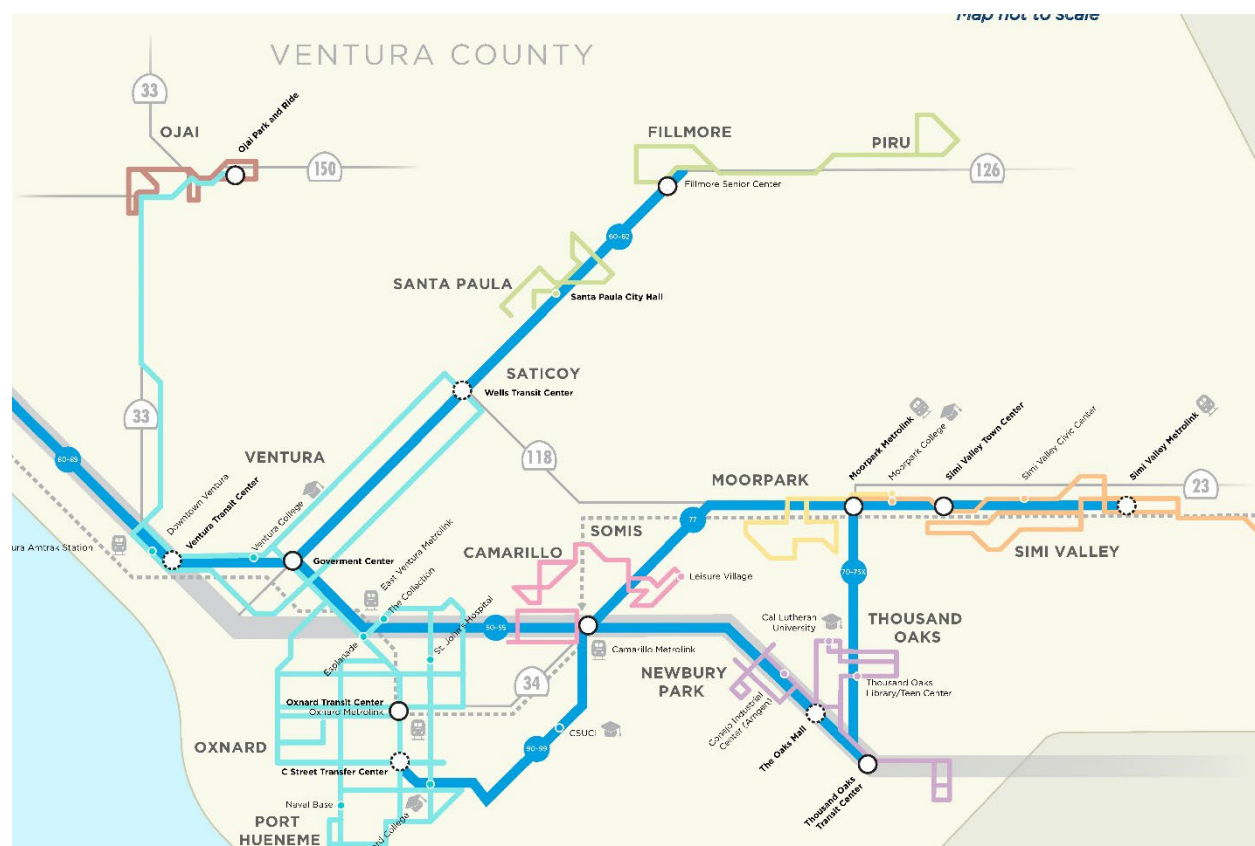 Map not to scale
VENTURA COUNTY
33
OJAI
Ojai Park and Ride
150
FILLMORE
PIRU
126
Fillmore Senior Center
60-62
SANTA PAULA
Santa Paula City Hall
SATICOY
Wells Transit Center
33
118
VENTURA
60-89
Downtown Ventura
Ventura Transit Center
Ventura College
ura Amtrak Station
Goverment Center
East Ventura Metrolink
The Collection
Esplanade
St. John's Hospital
50-55
CAMARILLO
SOMIS
Leisure Village
77
MOORPARK
Moorpark Metrolink
Moorpark College
Simi Valley Town Center
Simi Valley Civic Center
Simi Valley Metrolink
23
SIMI VALLEY
70-73X
THOUSAND
OAKS
Cal Lutheran
University
Camarillo Metrolink
NEWBURY
PARK
Thousand Oaks
Library/Teen Center
34
Oxnard Transit Center
Oxnard Metrolink
Conejo Industrial
Center (Amgen)
The Oaks Mall
CSUCI
OXNARD
90-99
C Street Transfer Center
Thousand Oaks
Transit Center
Naval Base
College
PORT
HUENEME